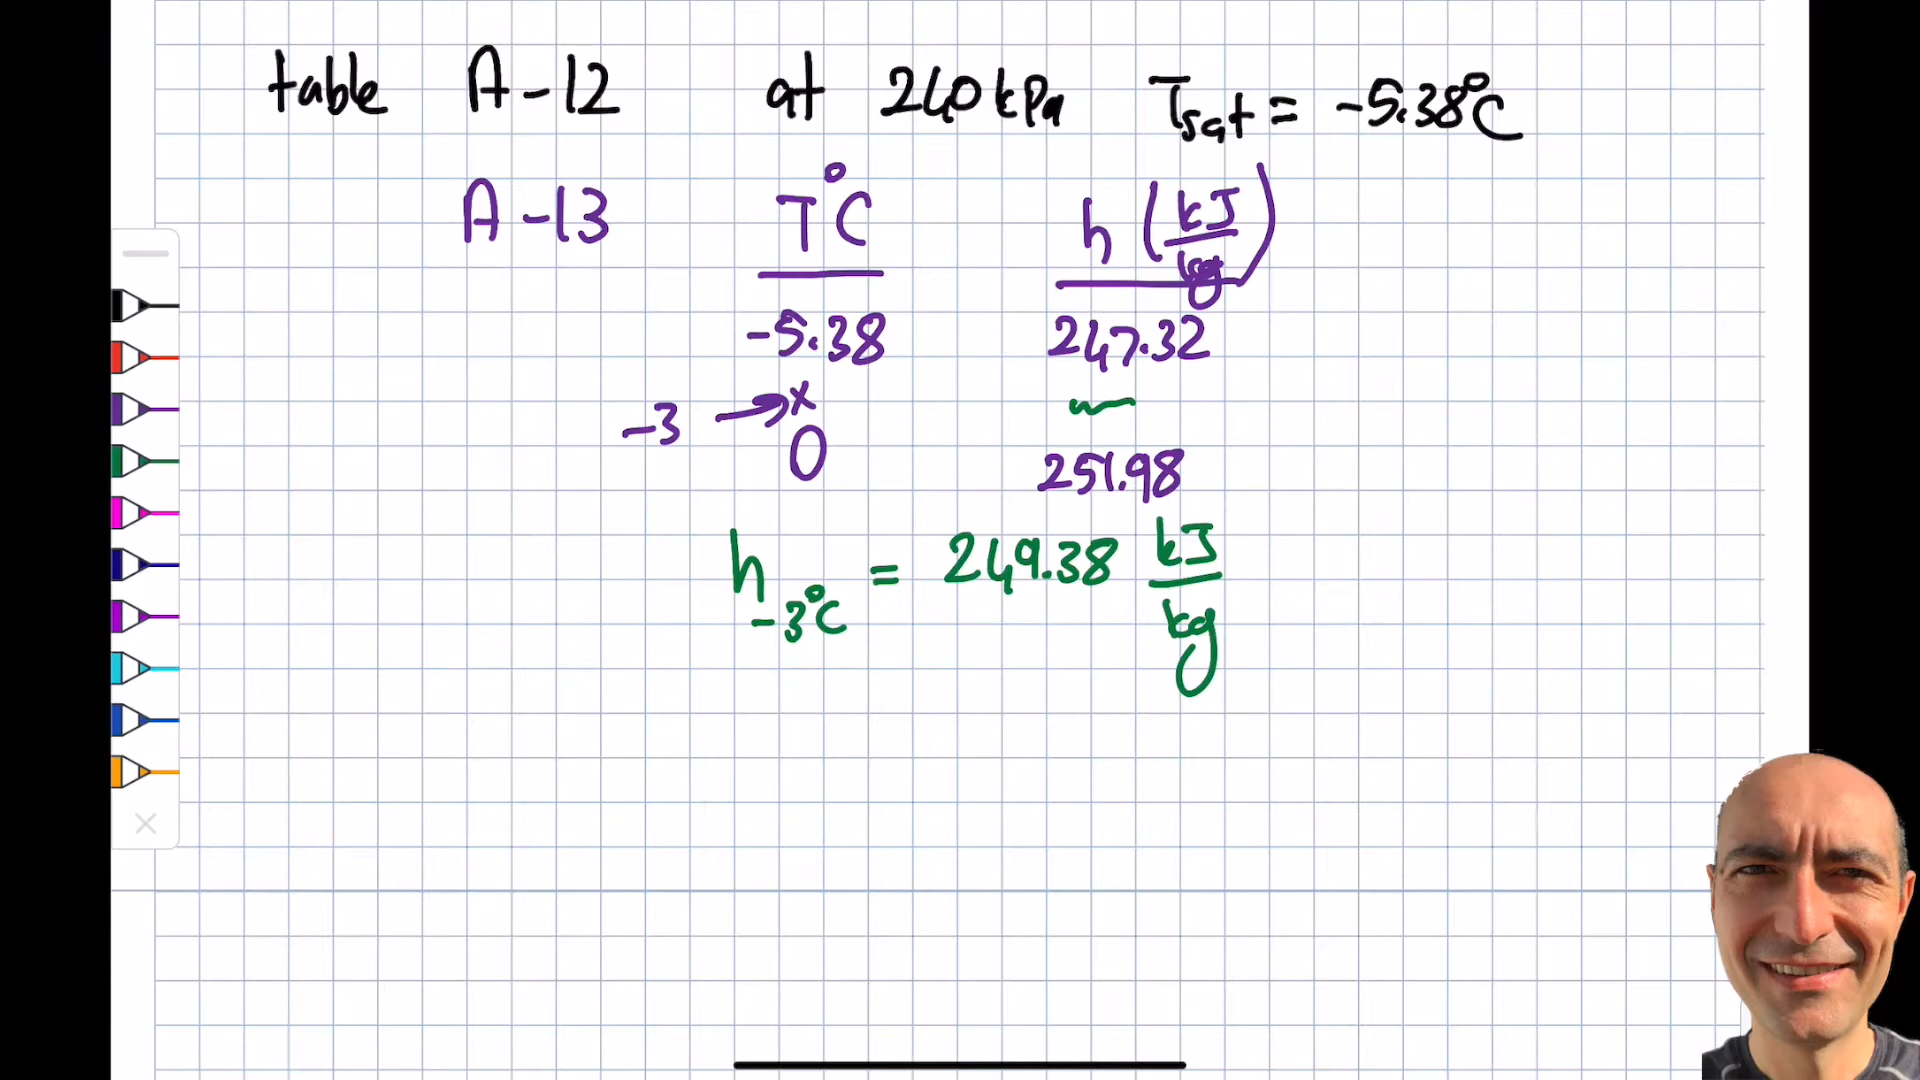 table A-12 at 240 kPa Tsat = -5.38°C
A-13 T°C h (kJ/kg)
-5.38 247.32
-3 → x
0 251.98
h-3°C = 249.38 kJ/kg